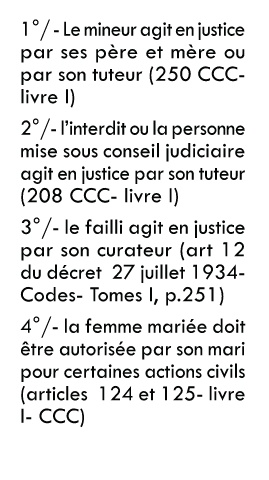 1°/- Le mineur agit en justice
par ses père et mère ou
par son tuteur (250 CCC-
livre I)
2°/- l'interdit ou la personne
mise sous conseil judiciaire
agit en justice par son tuteur
(208 CCC- livre I)
3°/- le failli agit en justice
par son curateur (art 12
du décret 27 juillet 1934-
Codes- Tomes I, p.251)
4°/- la femme mariée doit
être autorisée par son mari
pour certaines actions civils
(articles 124 et 125- livre
I- CCC)